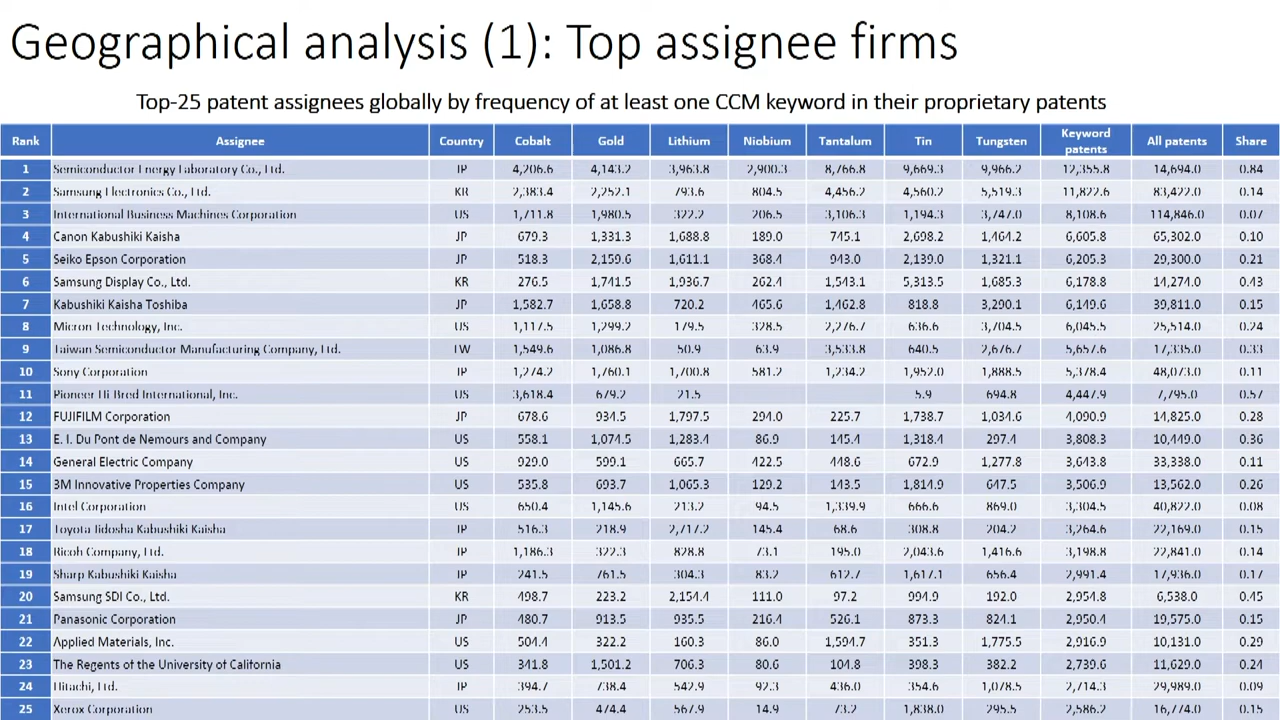 Geographical analysis (1): Top assignee firms
Top-25 patent assignees globally by frequency of at least one CCM keyword in their proprietary patents
Rank Assignee Country Cobalt Gold Lithium Niobium Tantalum Tin Tungsten Keyword patents All patents Share
1 Semiconductor Energy Laboratory Co., Ltd. JP 4,206.6 4,143.2 3,963.8 2,900.3 8,766.8 9,669.3 9,966.2 12,355.8 14,694.0 0.84
2 Samsung Electronics Co., Ltd. KR 2,383.4 2,252.1 793.6 804.5 4,456.2 4,560.2 5,519.3 11,822.6 83,422.0 0.14
3 International Business Machines Corporation US 1,711.8 1,980.5 322.2 206.5 3,106.3 1,194.3 3,747.0 8,108.6 114,846.0 0.07
4 Canon Kabushiki Kaisha JP 679.3 1,331.3 1,688.8 189.0 745.1 2,698.2 1,464.2 6,605.8 65,302.0 0.10
5 Seiko Epson Corporation JP 518.3 2,159.6 1,611.1 368.4 943.0 2,139.0 1,321.1 6,205.3 29,300.0 0.21
6 Samsung Display Co., Ltd. KR 276.5 1,741.5 1,936.7 262.4 1,543.1 5,313.5 1,685.3 6,178.8 14,274.0 0.43
7 Kabushiki Kaisha Toshiba JP 1,582.7 1,658.8 720.2 465.6 1,462.8 818.8 3,290.1 6,149.6 39,811.0 0.15
8 Micron Technology, Inc. US 1,117.5 1,299.2 179.5 328.5 2,276.7 636.6 3,704.5 6,045.5 25,514.0 0.24
9 Taiwan Semiconductor Manufacturing Company, Ltd. TW 1,549.6 1,086.8 50.9 63.9 3,533.8 640.5 2,676.7 5,657.6 17,335.0 0.33
10 Sony Corporation JP 1,274.2 1,760.1 1,700.8 581.2 1,234.2 1,952.0 1,888.5 5,378.4 48,073.0 0.11
11 Pioneer Hi Bred International, Inc. US 3,618.4 679.2 21.5 5.9 694.8 4,447.9 7,795.0 0.57
12 FUJIFILM Corporation JP 678.6 934.5 1,797.5 294.0 225.7 1,738.7 1,034.6 4,090.9 14,825.0 0.28
13 E. I. Du Pont de Nemours and Company US 558.1 1,074.5 1,283.4 86.9 145.4 1,318.4 297.4 3,808.3 10,449.0 0.36
14 General Electric Company US 929.0 599.1 665.7 422.5 448.6 672.9 1,277.8 3,643.8 33,338.0 0.11
15 3M Innovative Properties Company US 535.8 693.7 1,065.3 129.2 143.5 1,814.9 647.5 3,506.9 13,562.0 0.26
16 Intel Corporation US 650.4 1,145.6 213.2 94.5 1,339.9 666.6 869.0 3,304.5 40,822.0 0.08
17 Toyota Jidosha Kabushiki Kaisha JP 516.3 218.9 2,717.2 145.4 68.6 308.8 204.2 3,264.6 22,169.0 0.15
18 Ricoh Company, Ltd. JP 1,186.3 322.3 828.8 73.1 195.0 2,043.6 1,416.6 3,198.8 22,841.0 0.14
19 Sharp Kabushiki Kaisha JP 241.5 761.5 304.3 83.2 612.7 1,617.1 656.4 2,991.4 17,936.0 0.17
20 Samsung SDI Co., Ltd. KR 498.7 223.2 2,154.4 111.0 97.2 994.9 192.0 2,954.8 6,538.0 0.45
21 Panasonic Corporation JP 480.7 913.5 935.5 216.4 526.1 873.3 824.1 2,950.4 19,575.0 0.15
22 Applied Materials, Inc. US 504.4 322.2 160.3 86.0 1,594.7 351.3 1,775.5 2,916.9 10,131.0 0.29
23 The Regents of the University of California US 341.8 1,501.2 706.3 80.6 104.8 398.3 382.2 2,739.6 11,629.0 0.24
24 Hitachi, Ltd. JP 394.7 738.4 542.9 92.3 436.0 354.6 1,078.5 2,714.3 29,989.0 0.09
25 Xerox Corporation US 253.5 474.4 567.9 14.9 73.2 1,838.0 295.5 2,586.2 16,774.0 0.15